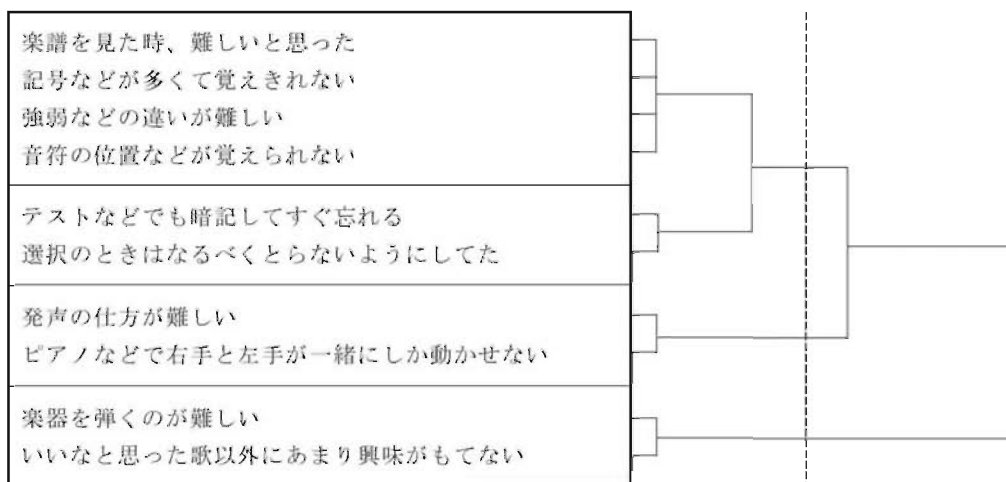 楽譜を見た時、難しいと思った
記号などが多くて覚えきれない
強弱などの違いが難しい
音符の位置などが覚えられない
テストなどでも暗記してすぐ忘れる
選択のときはなるべくとらないようにしてた
発声の仕方が難しい
ピアノなどで右手と左手が一緒にしか動かせない
楽器を弾くのが難しい
いいなと思った歌以外にあまり興味がもてない